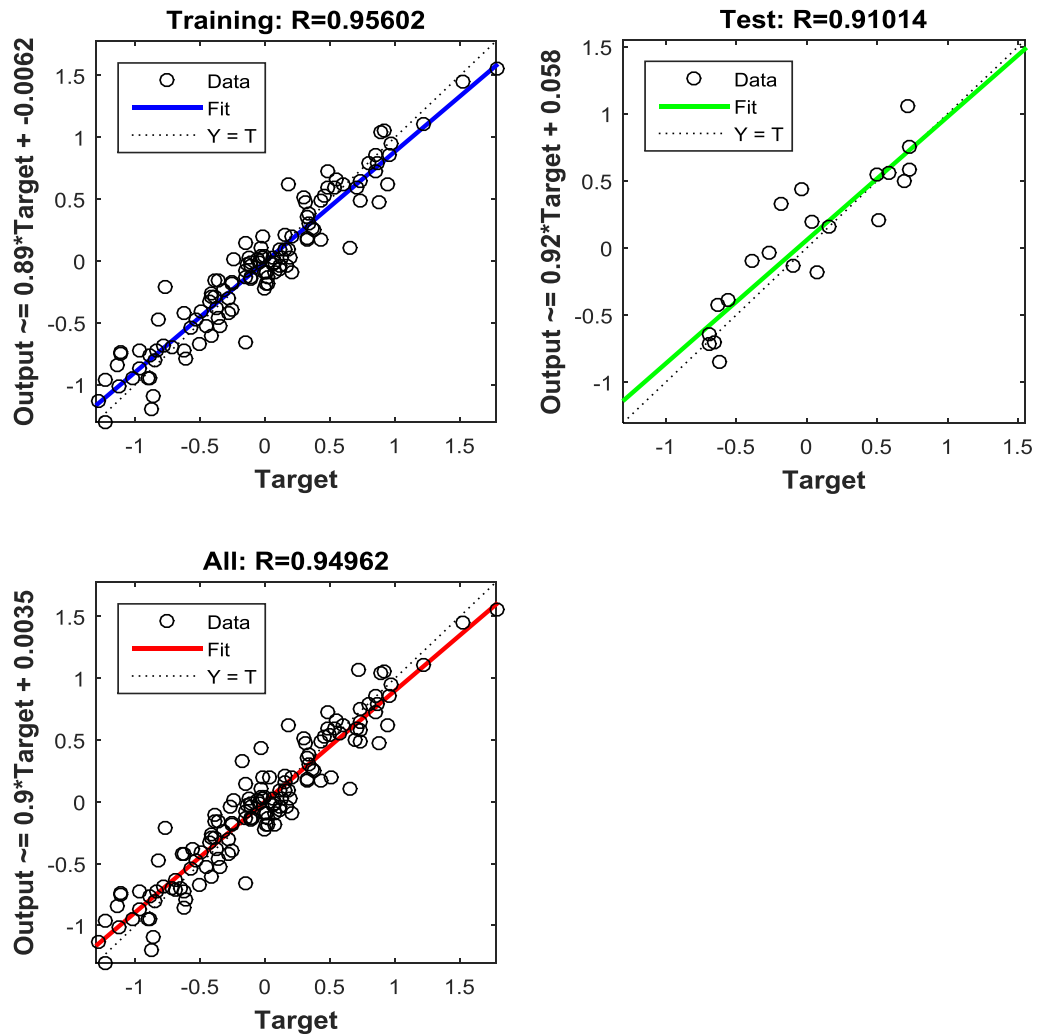 Training: R=0.95602
Output ~= 0.89*Target + -0.0062
Data
Fit
Y = T
1.5
1
0.5
0
-0.5
-1
-1
-0.5
0
0.5
1
1.5
Target
Test: R=0.91014
Output ~= 0.92*Target + 0.058
Data
Fit
Y = T
1.5
1
0.5
0
-0.5
-1
-1
-0.5
0
0.5
1
1.5
Target
All: R=0.94962
Output ~= 0.9*Target + 0.0035
Data
Fit
Y = T
1.5
1
0.5
0
-0.5
-1
-1
-0.5
0
0.5
1
1.5
Target